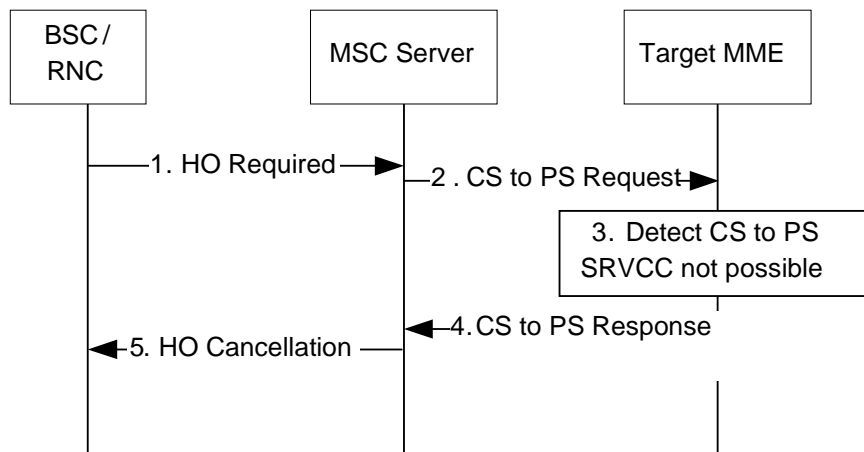 BSC/
RNC
MSC Server
Target MME
1. HO Required
2 . CS to PS Request
3. Detect CS to PS
SRVCC not possible
4. CS to PS Response
5. HO Cancellation